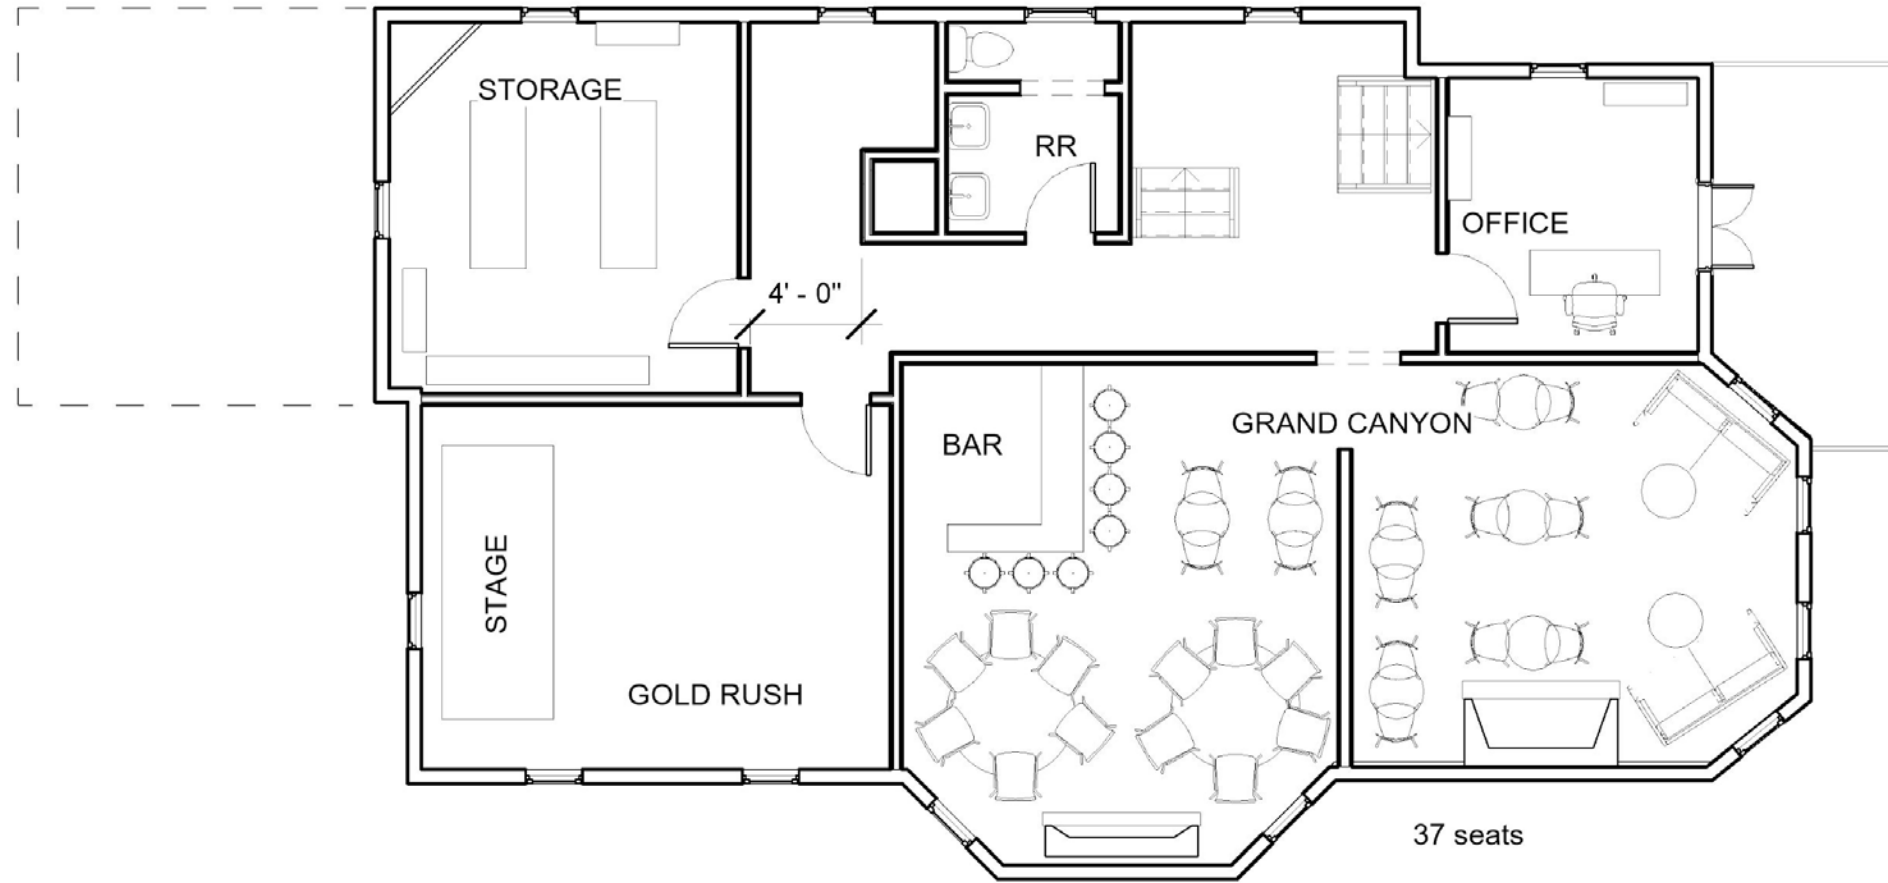 STORAGE
RR
OFFICE
4' - 0"
GRAND CANYON
BAR
STAGE
GOLD RUSH
37 seats